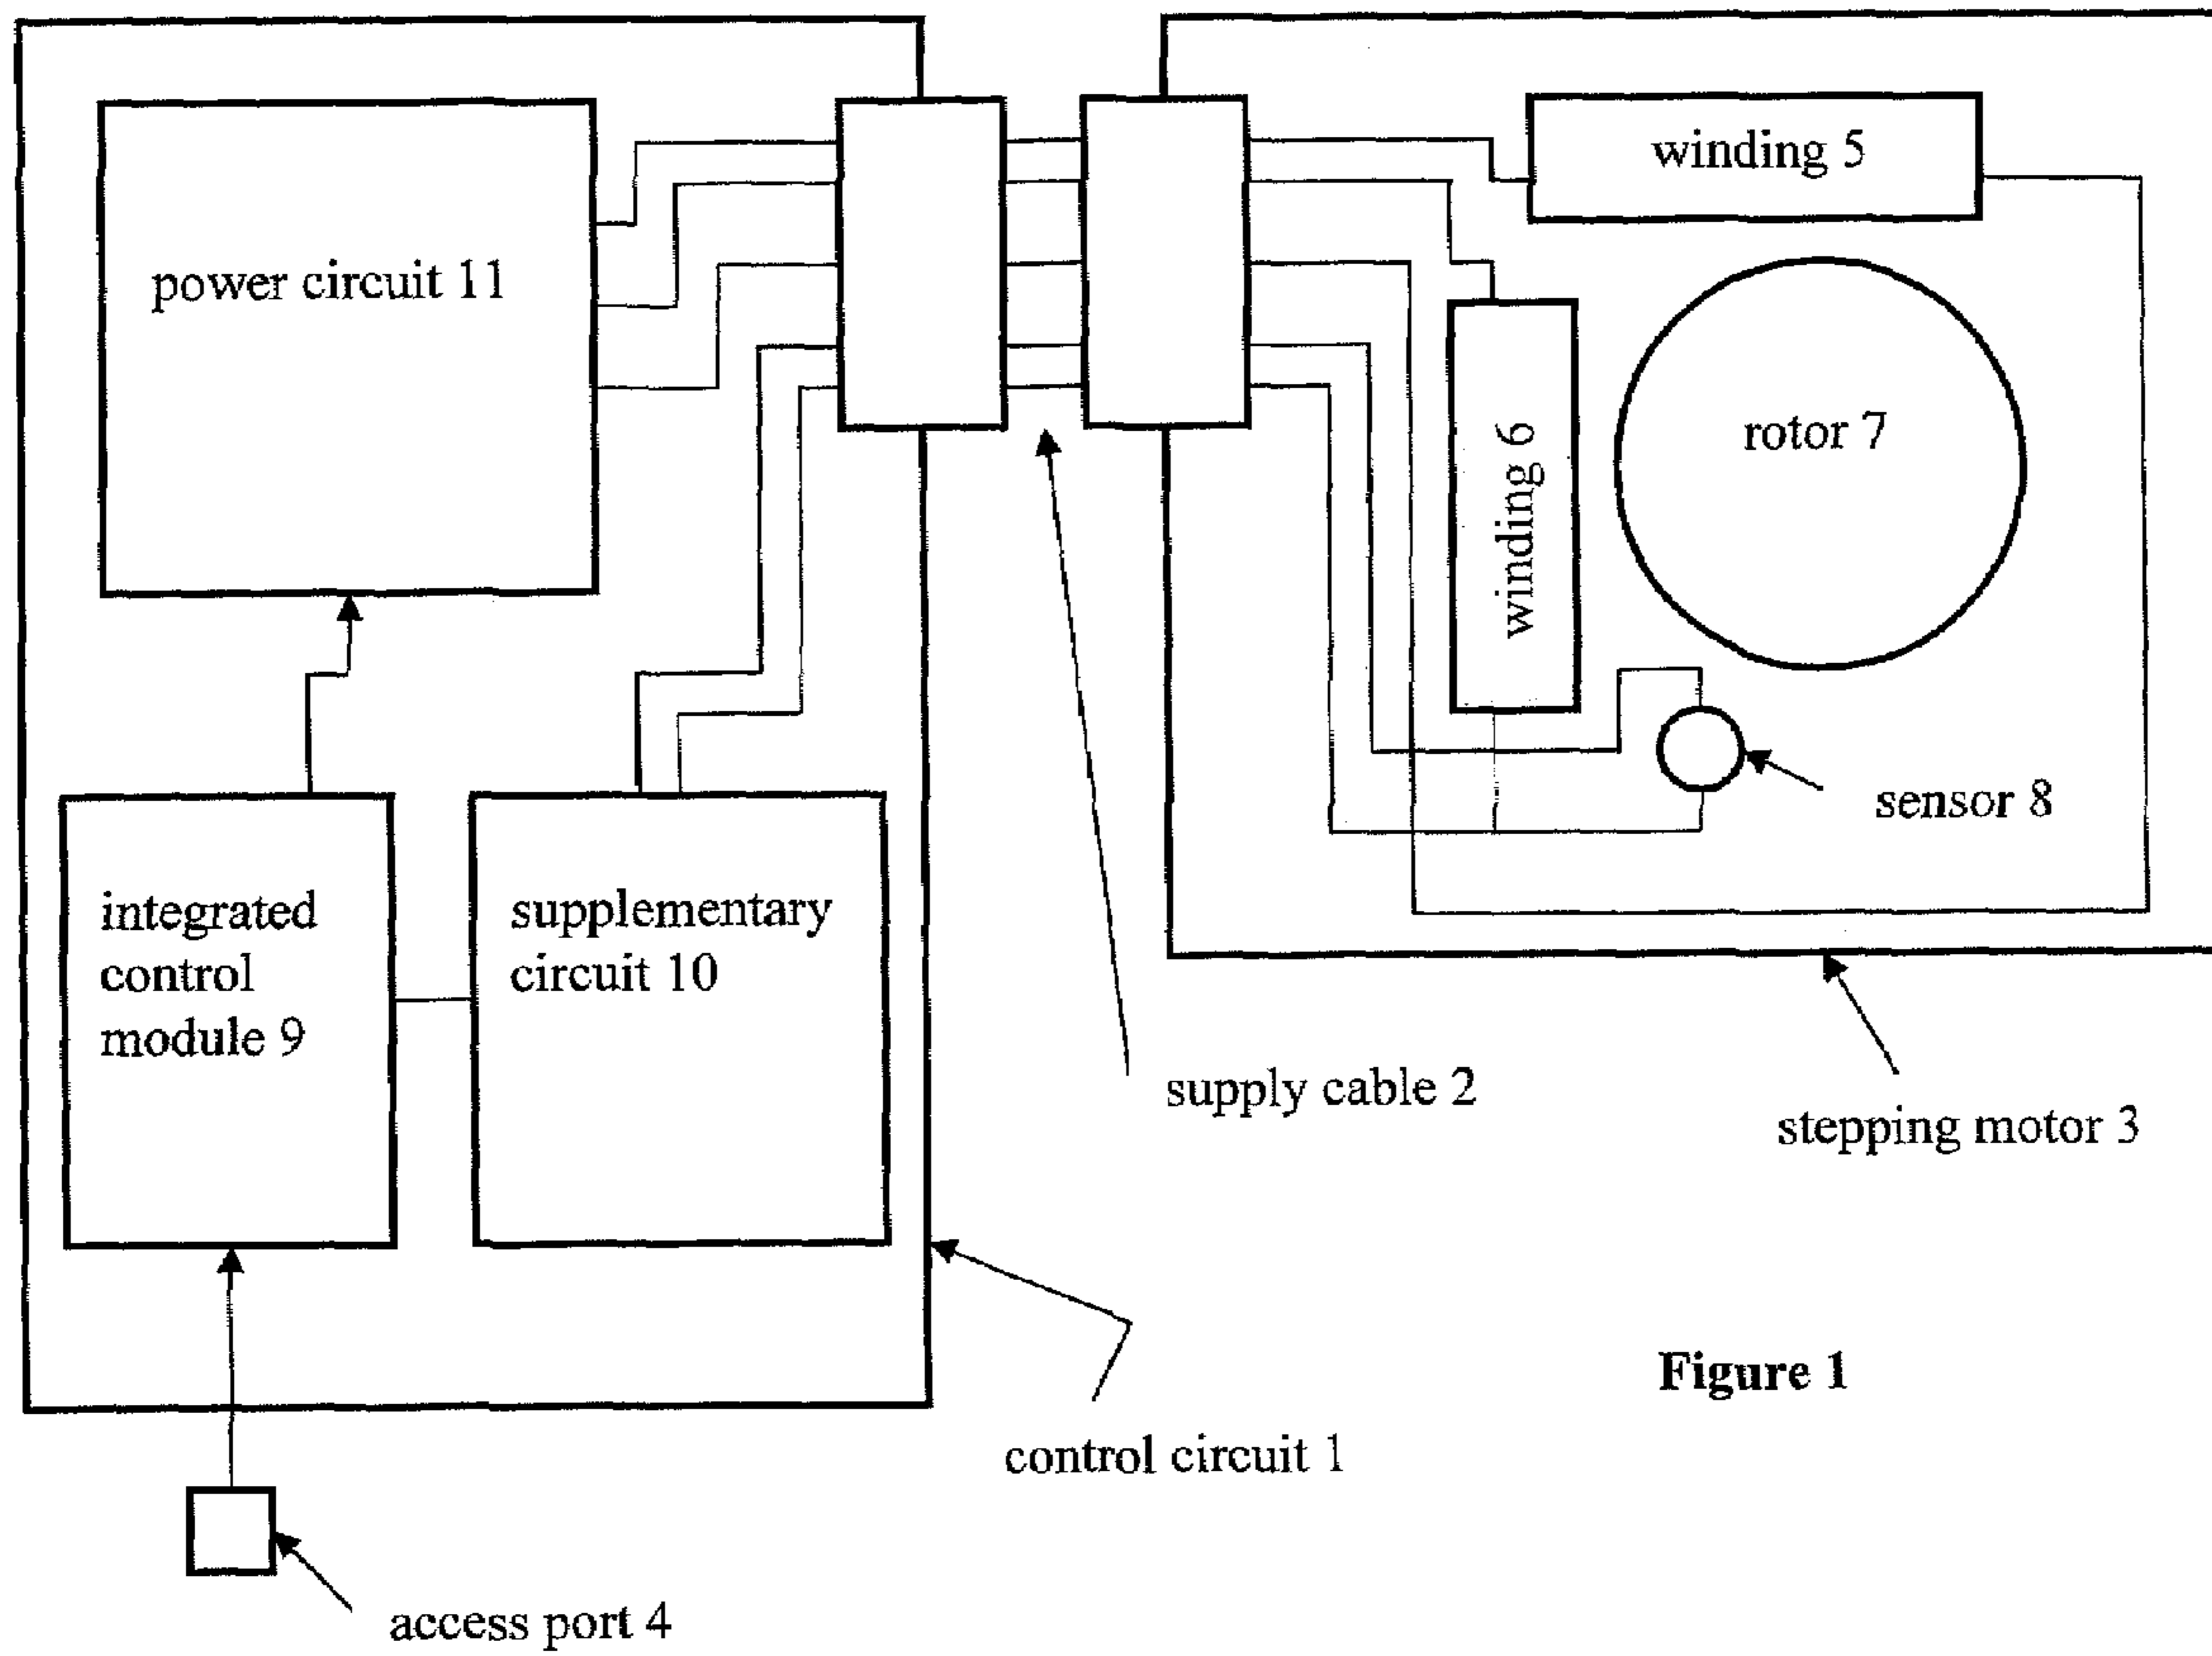 winding 5
power circuit 11
winding 6
rotor 7
sensor 8
integrated
control
module 9
supplementary
circuit 10
supply cable 2
stepping motor 3
Figure 1
control circuit 1
access port 4